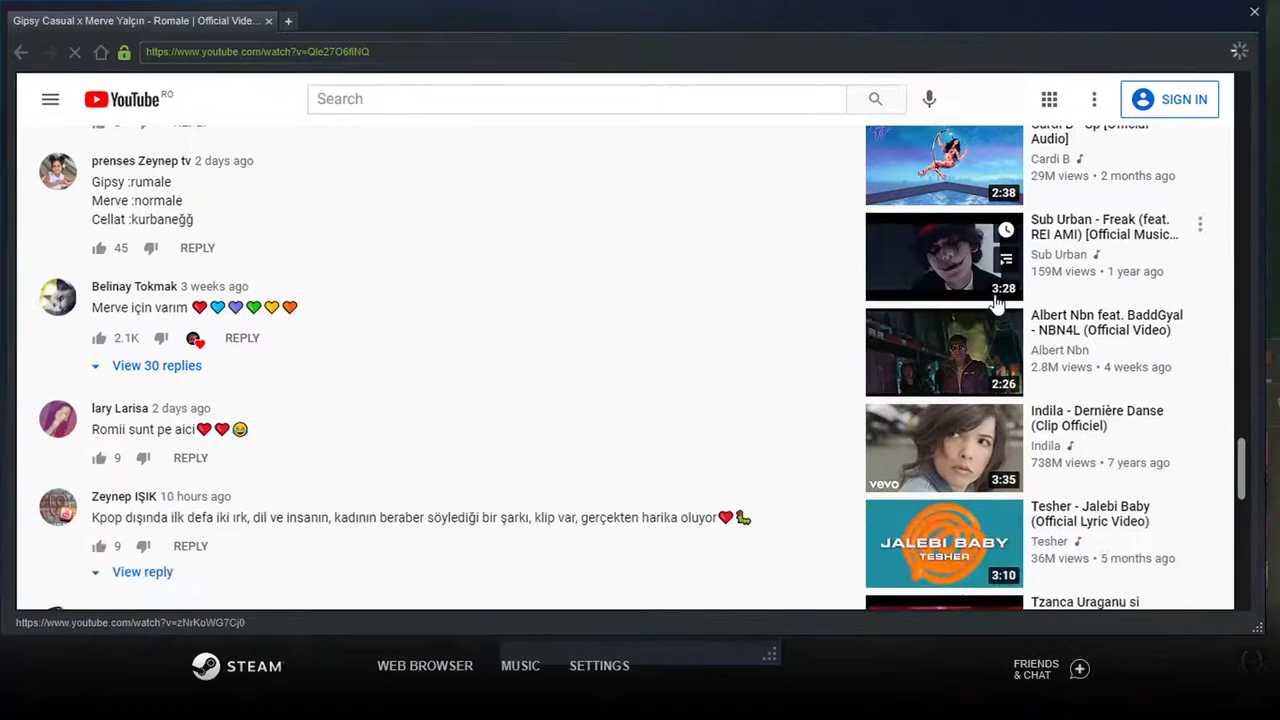 Gipsy Casual x Merve Yalçın - Romale | Official Vide...
https://www.youtube.com/watch?v=Qle27O6fiNQ
YouTube RO
Search
SIGN IN
REPLY
prenses Zeynep tv 2 days ago
Gipsy :rumale
Merve :normale
Cellat :kurbaneğğ
45 REPLY
Belinay Tokmak 3 weeks ago
Merve için varım ❤️💙💜💚💛🧡
2.1K REPLY
View 30 replies
lary Larisa 2 days ago
Romii sunt pe aici❤️❤️😂
9 REPLY
Zeynep IŞIK 10 hours ago
Kpop dışında ilk defa iki ırk, dil ve insanın, kadının beraber söylediği bir şarkı, klip var, gerçekten harika oluyor❤️🐛
9 REPLY
View reply
Cardi B - Up [Official
Audio]
Cardi B
29M views • 2 months ago
2:38
Sub Urban - Freak (feat.
REI AMI) [Official Music...
Sub Urban
159M views • 1 year ago
3:28
Albert Nbn feat. BaddGyal
- NBN4L (Official Video)
Albert Nbn
2.8M views • 4 weeks ago
2:26
Indila - Dernière Danse
(Clip Officiel)
Indila
738M views • 7 years ago
vevo
3:35
Tesher - Jalebi Baby
(Official Lyric Video)
Tesher
36M views • 5 months ago
JALEBI BABY
TESHER
3:10
Tzanca Uraganu si
https://www.youtube.com/watch?v=zNrKoWG7Cj0
STEAM
WEB BROWSER
MUSIC
SETTINGS
FRIENDS
& CHAT